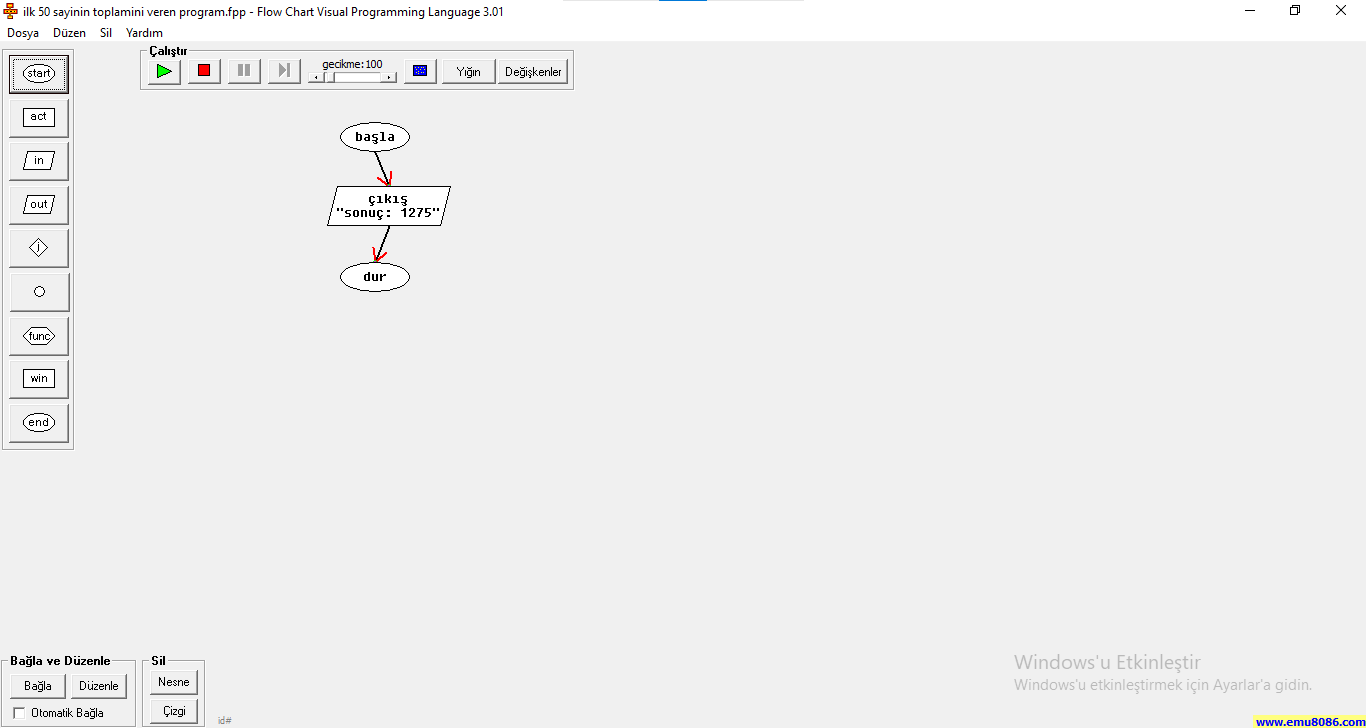 ilk 50 sayinin toplamini veren program.fpp - Flow Chart Visual Programming Language 3.01
Dosya Düzen Sil Yardım
Çalıştır
gecikme:100
Yığın
Değişkenler
start
act
in
out
j
func
win
end
başla
çıkış
"sonuç: 1275"
dur
Bağla ve Düzenle
Bağla Düzenle
Otomatik Bağla
Sil
Nesne
Çizgi
id#
Windows'u Etkinleştir
Windows'u etkinleştirmek için Ayarlar'a gidin.
www.emu8086.com